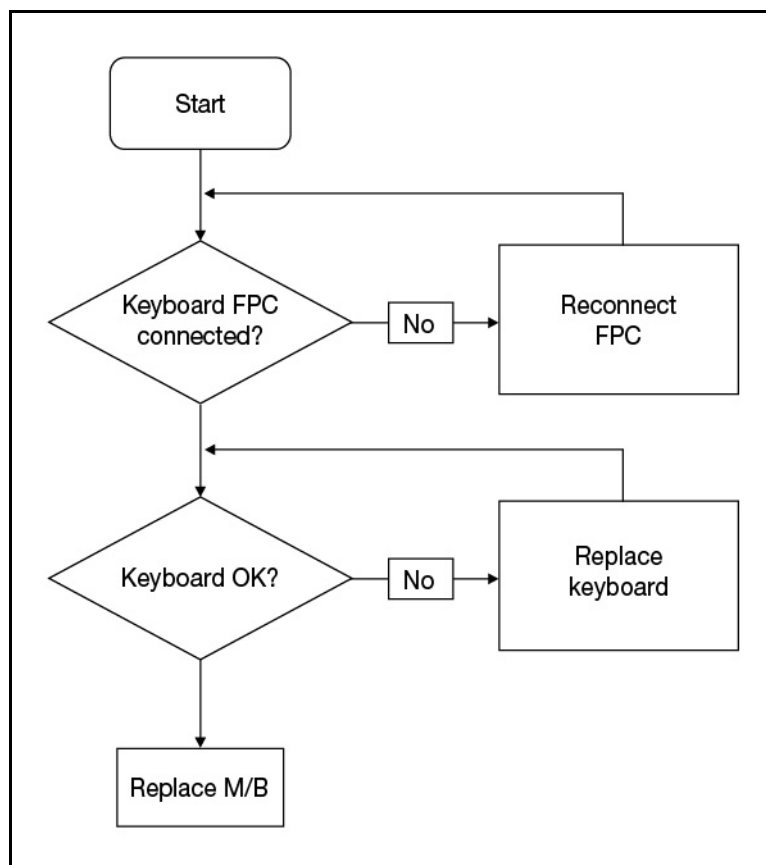 Start
Keyboard FPC
connected?
No
Reconnect
FPC
Keyboard OK?
No
Replace
keyboard
Replace M/B